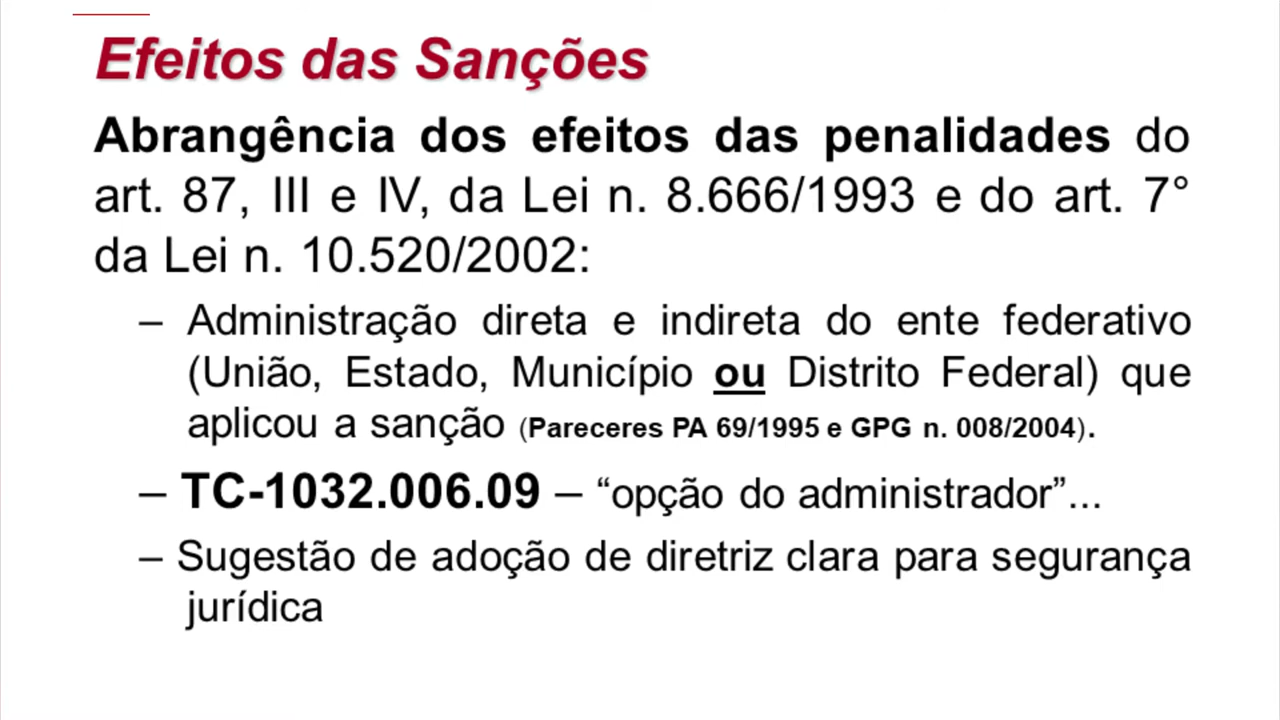 Efeitos das Sanções
Abrangência dos efeitos das penalidades do
art. 87, III e IV, da Lei n. 8.666/1993 e do art. 7°
da Lei n. 10.520/2002:
– Administração direta e indireta do ente federativo
(União, Estado, Município ou Distrito Federal) que
aplicou a sanção (Pareceres PA 69/1995 e GPG n. 008/2004).
– TC-1032.006.09 – “opção do administrador”...
– Sugestão de adoção de diretriz clara para segurança
jurídica